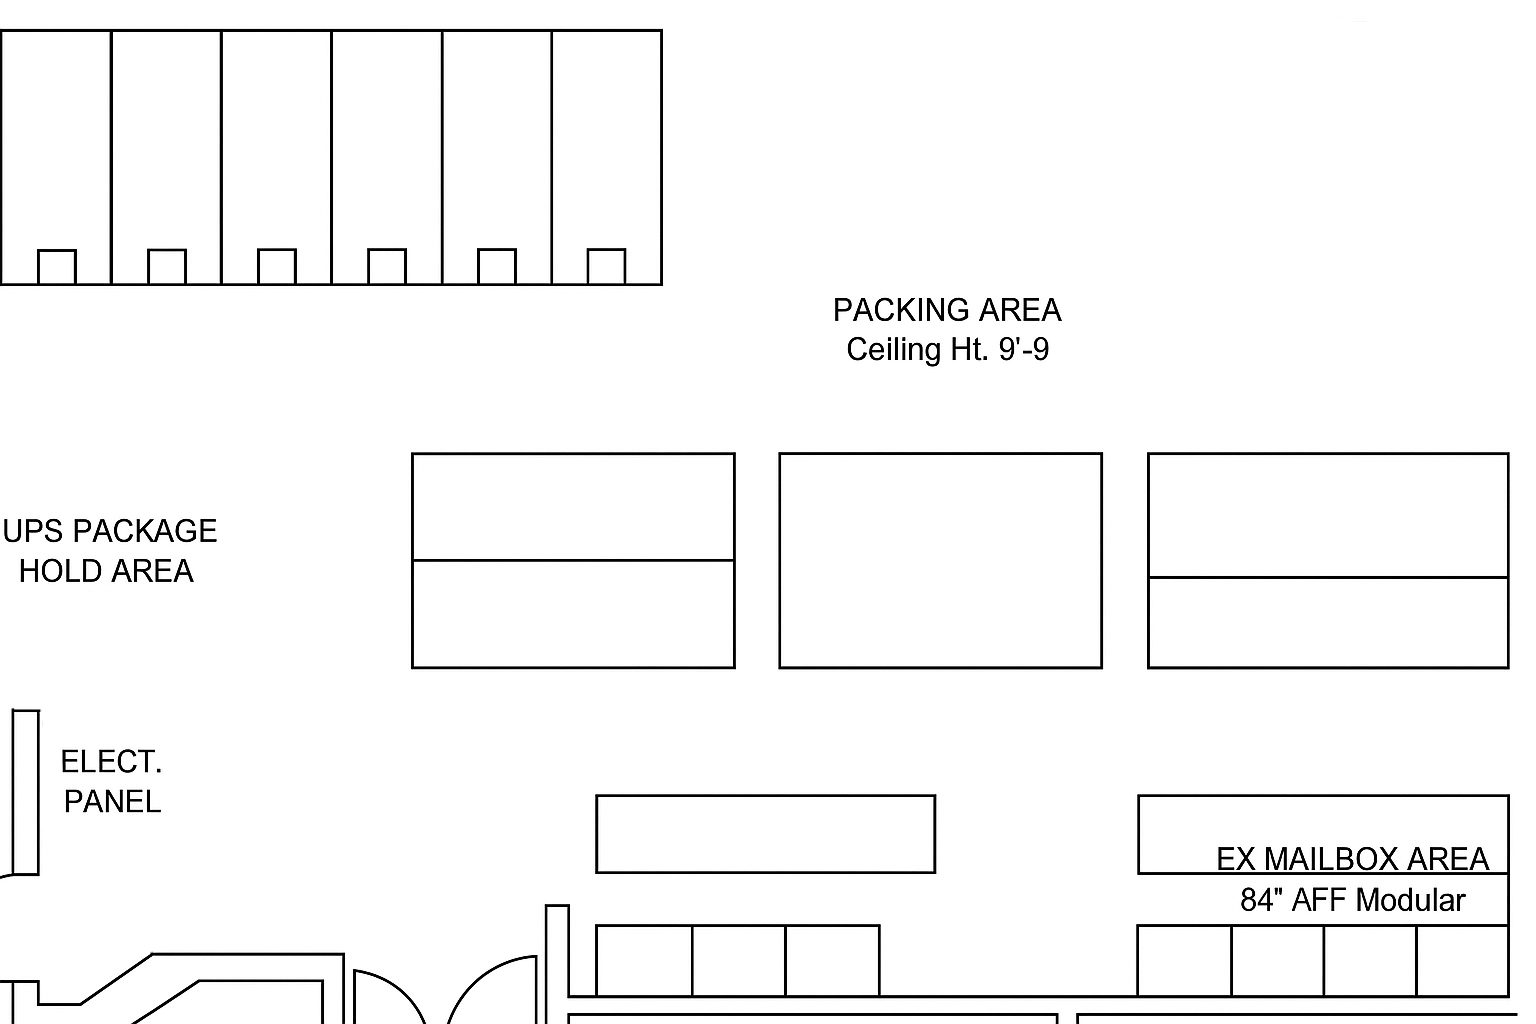 PACKING AREA
Ceiling Ht. 9'-9
UPS PACKAGE
HOLD AREA
ELECT.
PANEL
EX MAILBOX AREA
84" AFF Modular